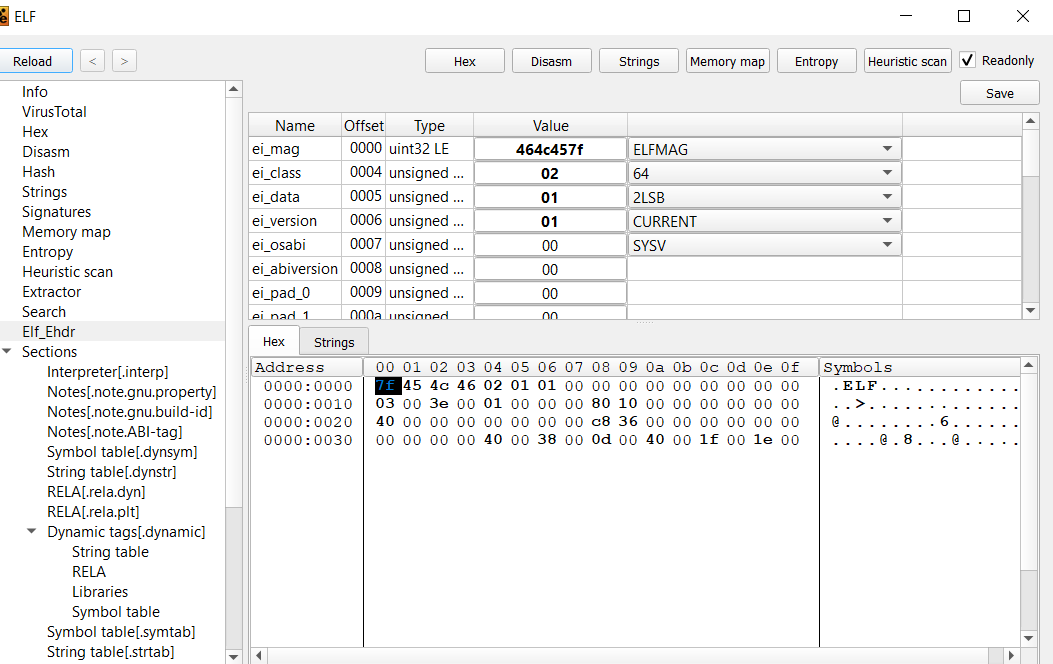 ELF
Reload < > Hex Disasm Strings Memory map Entropy Heuristic scan Readonly
Save
Info
VirusTotal
Hex
Disasm
Hash
Strings
Signatures
Memory map
Entropy
Heuristic scan
Extractor
Search
Elf_Ehdr
Sections
Interpreter[.interp]
Notes[.note.gnu.property]
Notes[.note.gnu.build-id]
Notes[.note.ABI-tag]
Symbol table[.dynsym]
String table[.dynstr]
RELA[.rela.dyn]
RELA[.rela.plt]
Dynamic tags[.dynamic]
String table
RELA
Libraries
Symbol table
Symbol table[.symtab]
String table[.strtab]
Name Offset Type Value
ei_mag 0000 uint32 LE 464c457f ELFMAG
ei_class 0004 unsigned ... 02 64
ei_data 0005 unsigned ... 01 2LSB
ei_version 0006 unsigned ... 01 CURRENT
ei_osabi 0007 unsigned ... 00 SYSV
ei_abiversion 0008 unsigned ... 00
ei_pad_0 0009 unsigned ... 00
ei_pad_1 000a unsigned 00
Hex Strings
Address 00 01 02 03 04 05 06 07 08 09 0a 0b 0c 0d 0e 0f Symbols
0000:0000 7f 45 4c 46 02 01 01 00 00 00 00 00 00 00 00 00 .ELF............
0000:0010 03 00 3e 00 01 00 00 00 80 10 00 00 00 00 00 00 ..>.............
0000:0020 40 00 00 00 00 00 00 00 c8 36 00 00 00 00 00 00 @........6......
0000:0030 00 00 00 00 40 00 38 00 0d 00 40 00 1f 00 1e 00 ....@.8...@.....